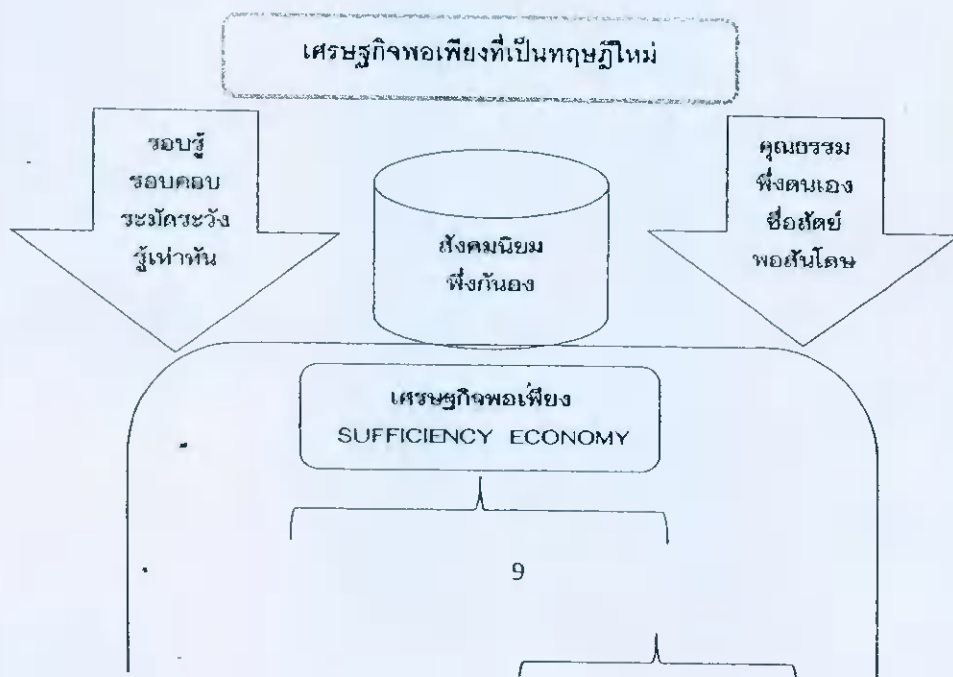 เศรษฐกิจพอเพียงที่เป็นทฤษฎีใหม่
รอบรู้
รอบคอบ
ระมัดระวัง
รู้เท่าทัน
สังคมนิยม
พึ่งกันอง
คุณธรรม
พึ่งตนเอง
ซื่อสัตย์
พอสันโดษ
เศรษฐกิจพอเพียง
SUFFICIENCY ECONOMY
9